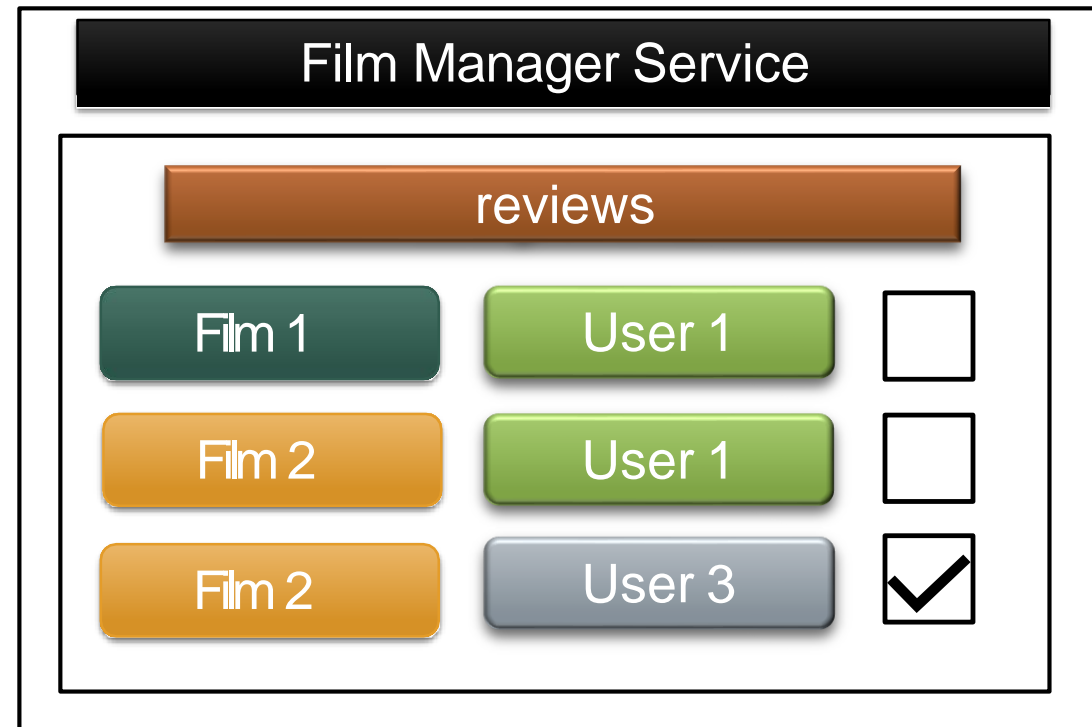 Film Manager Service
reviews
Film 1 User 1
Film 2 User 1
Film 2 User 3